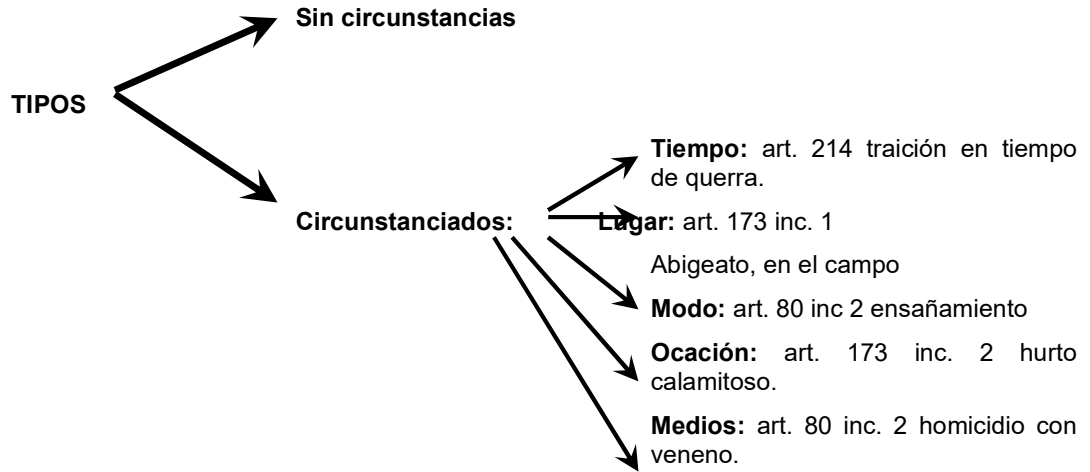 Sin circunstancias
TIPOS
Tiempo: art. 214 traición en tiempo
de querra.
Circunstanciados:
Lugar: art. 173 inc. 1
Abigeato, en el campo
Modo: art. 80 inc 2 ensañamiento
Ocación: art. 173 inc. 2 hurto
calamitoso.
Medios: art. 80 inc. 2 homicidio con
veneno.